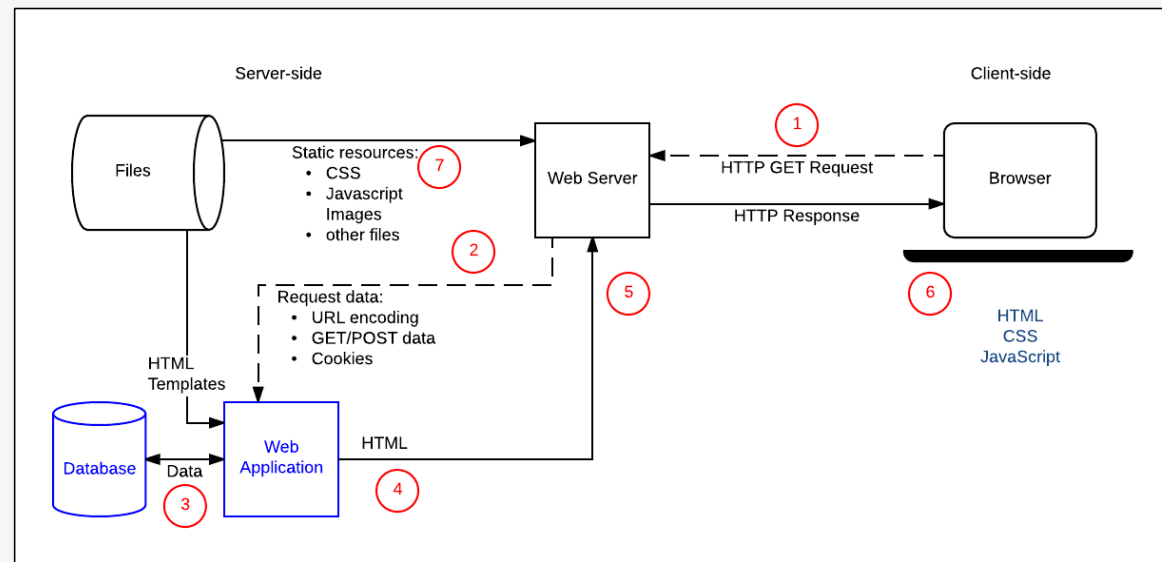 Server-side
Client-side
1
Files
Static resources:
• CSS
• Javascript
Images
• other files
7
Web Server
HTTP GET Request
HTTP Response
Browser
2
Request data:
• URL encoding
• GET/POST data
• Cookies
5
6
HTML
CSS
JavaScript
HTML
Templates
Database
Data
3
Web
Application
HTML
4